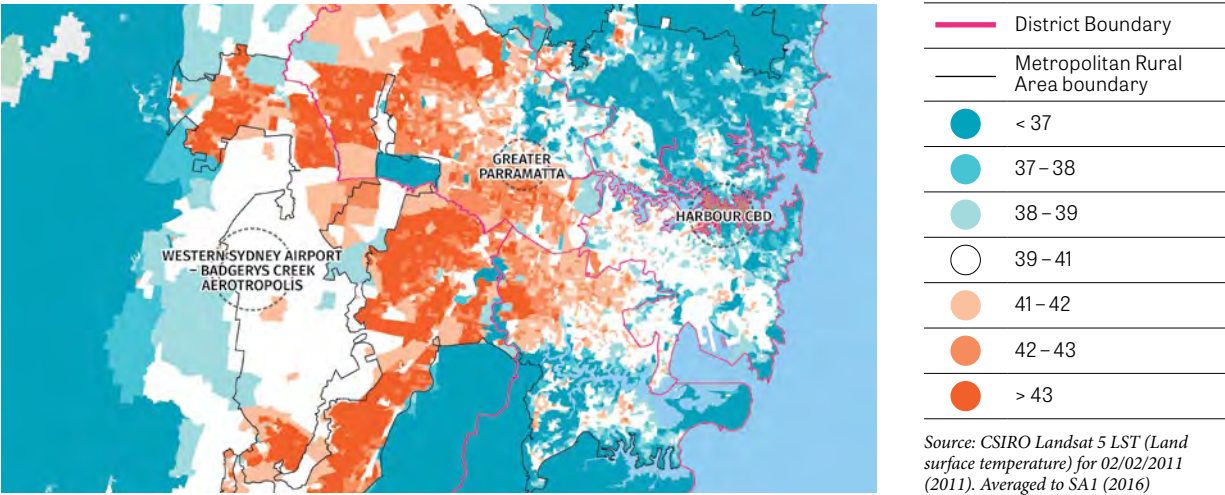 GREATER
PARRAMATTA
HARBOUR CBD
WESTERN SYDNEY AIRPORT
– BADGERYS CREEK
AEROTROPOLIS
District Boundary
Metropolitan Rural
Area boundary
< 37
37 – 38
38 – 39
39 – 41
41 – 42
42 – 43
> 43
Source: CSIRO Landsat 5 LST (Land
surface temperature) for 02/02/2011
(2011). Averaged to SA1 (2016)